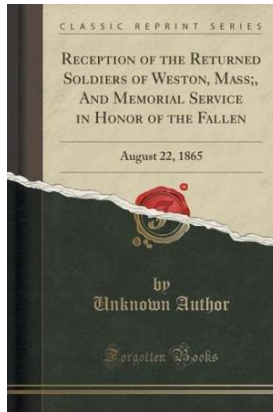 CLASSIC REPRINT SERIES
RECEPTION OF THE RETURNED
SOLDIERS OF WESTON, MASS;,
AND MEMORIAL SERVICE
IN HONOR OF THE FALLEN
August 22, 1865
by
Unknown Author
Forgotten Books